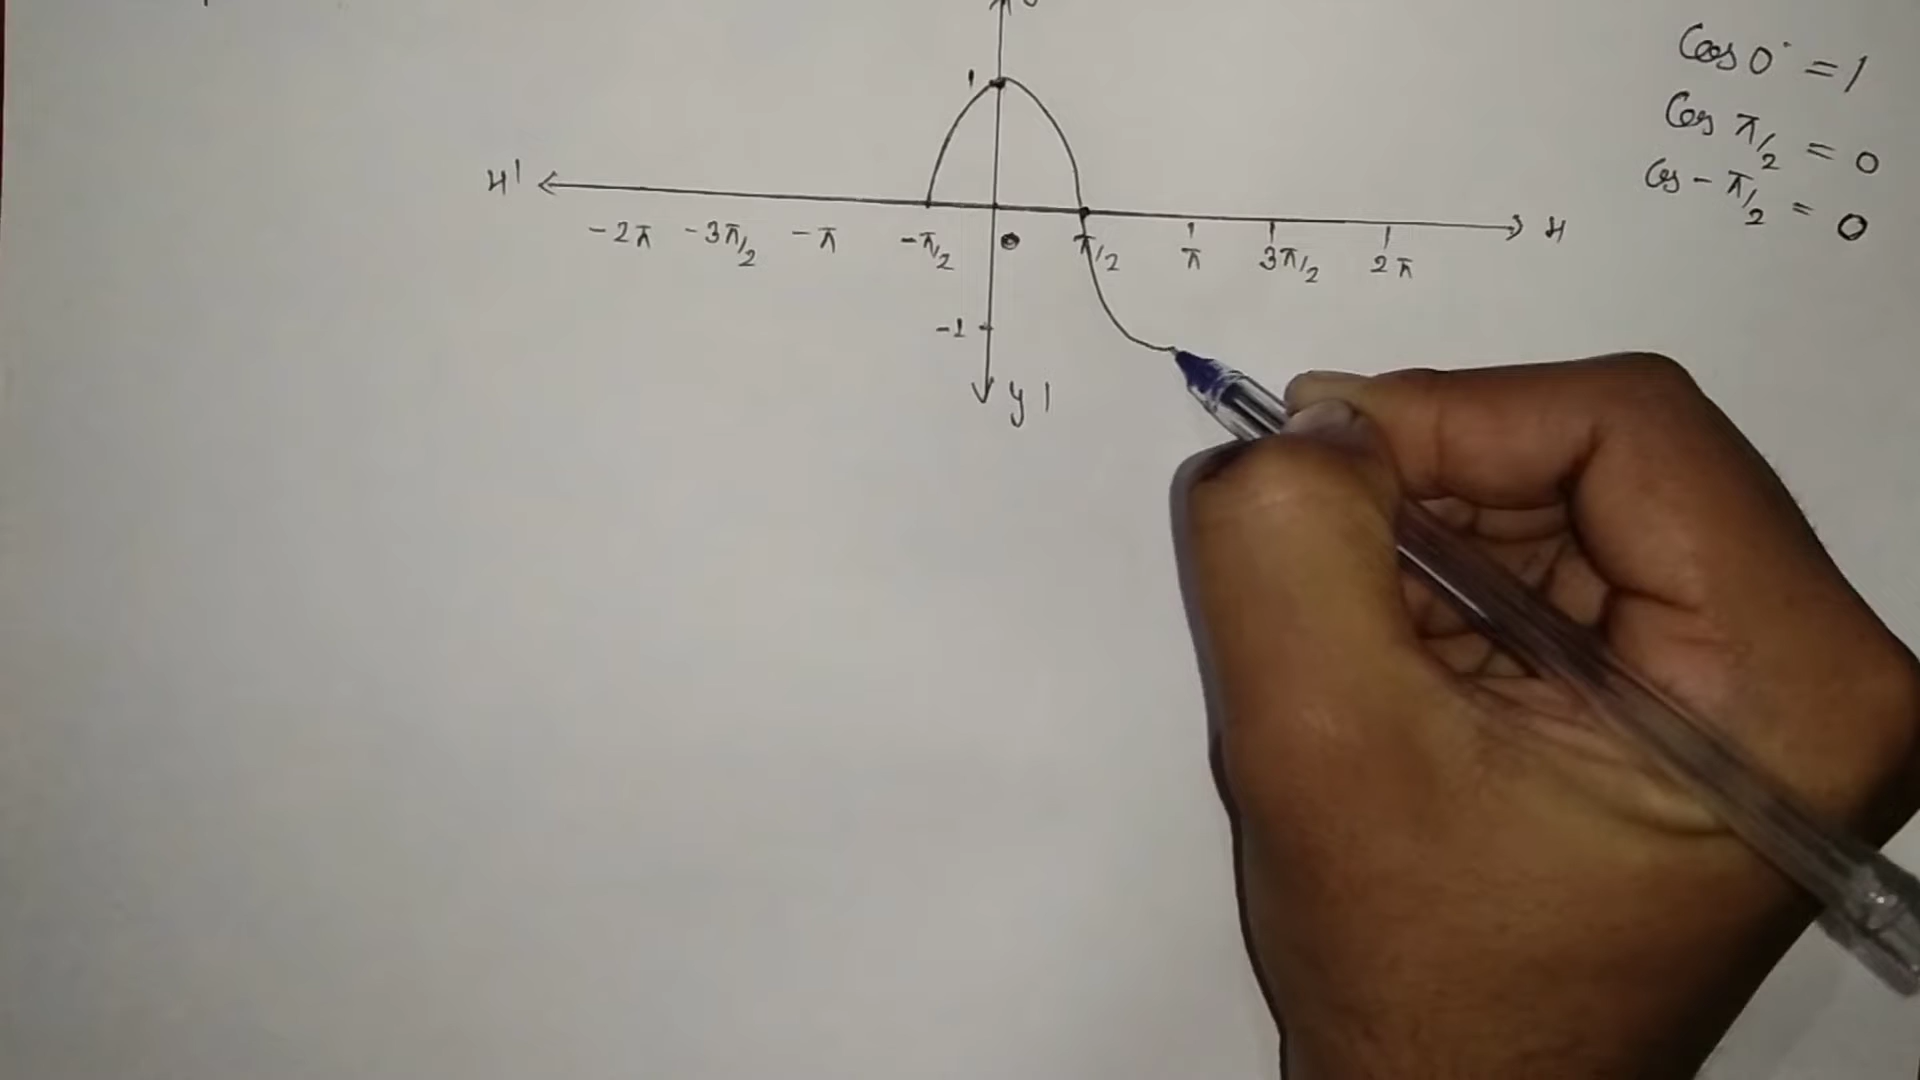 1
x' -2π -3π/2 -π -π/2 0 π/2 π 3π/2 2π x
-1
y'
Cos 0° = 1
Cos π/2 = 0
Cos - π/2 = 0